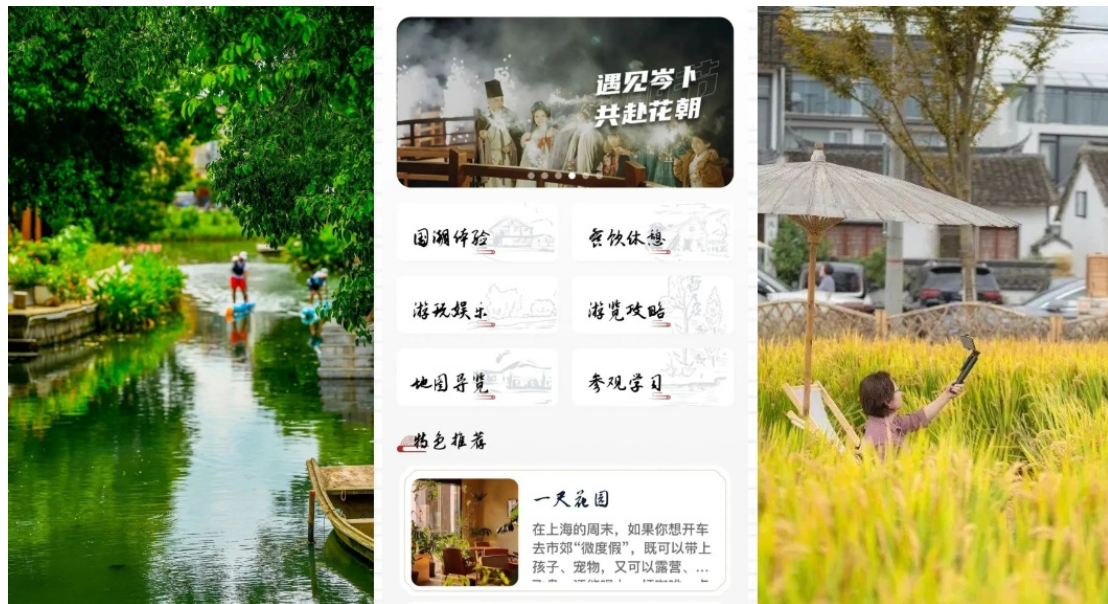 遇见岑卜
共赴花朝
国潮体验
餐饮休憩
游玩娱乐
游览攻略
地图导览
参观学习
特色推荐
一尺花园
在上海的周末，如果你想开车
去市郊“微度假”，既可以带上
孩子、宠物，又可以露营、...